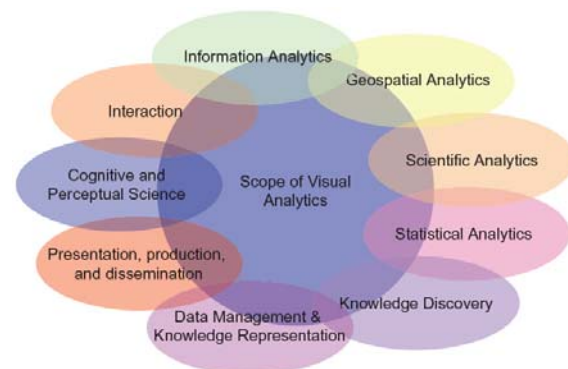 Information Analytics
Geospatial Analytics
Interaction
Scientific Analytics
Cognitive and
Perceptual Science
Scope of Visual
Analytics
Statistical Analytics
Presentation, production,
and dissemination
Knowledge Discovery
Data Management &
Knowledge Representation